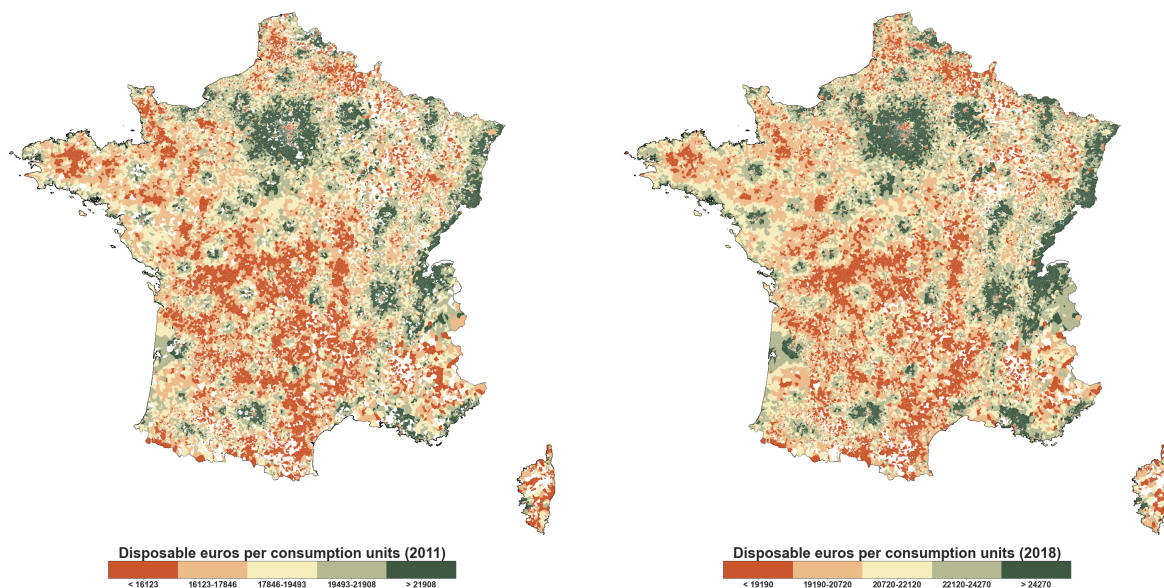 Disposable euros per consumption units (2011)
< 16123 16123-17846 17846-19493 19493-21908 > 21908
Disposable euros per consumption units (2018)
< 19190 19190-20720 20720-22120 22120-24270 > 24270